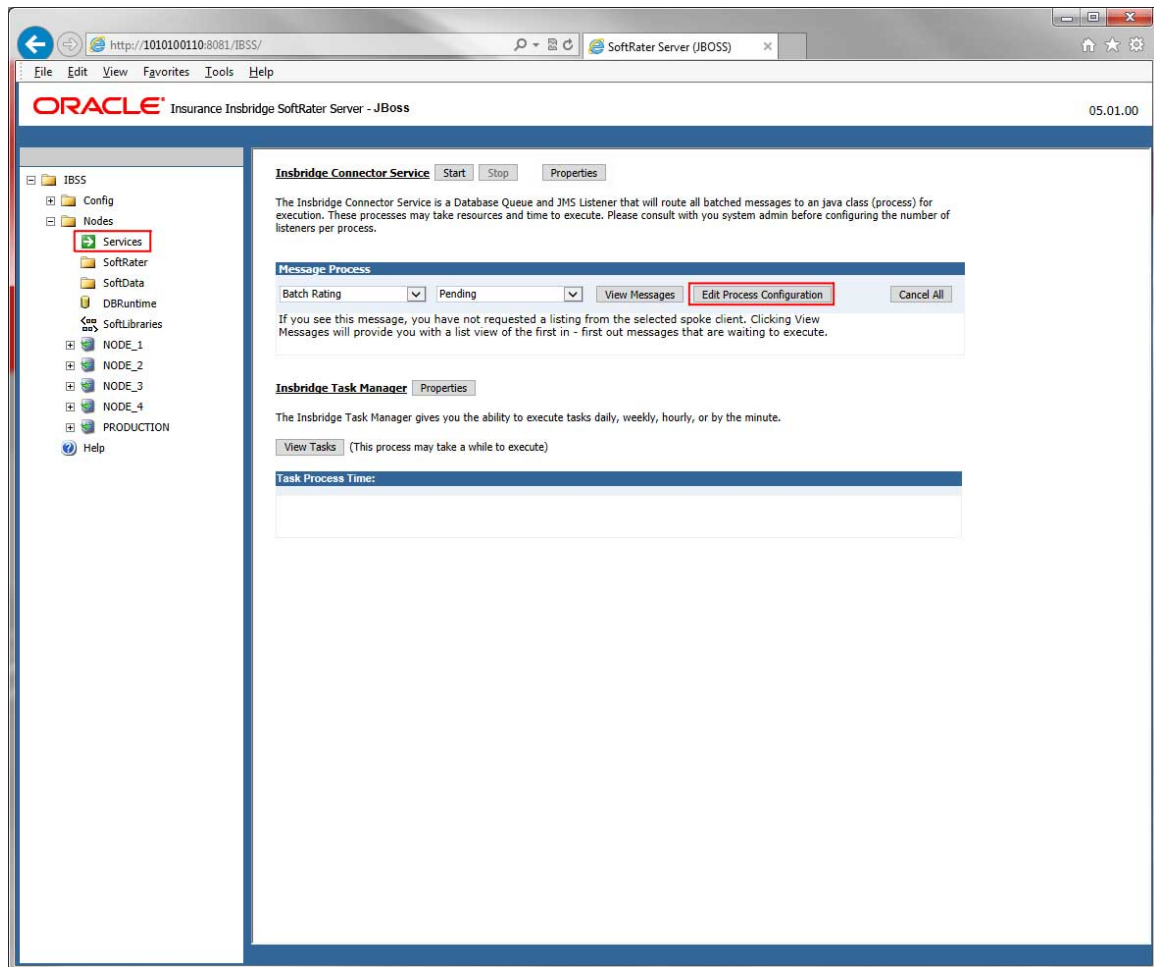 http://1010100110:8081/IBSS/
SoftRater Server (JBOSS)
File Edit View Favorites Tools Help
ORACLE Insurance Insbridge SoftRater Server - JBoss
05.01.00
IBSS
Config
Nodes
Services
SoftRater
SoftData
DBRuntime
SoftLibraries
NODE_1
NODE_2
NODE_3
NODE_4
PRODUCTION
Help
Insbridge Connector Service Start Stop Properties
The Insbridge Connector Service is a Database Queue and JMS Listener that will route all batched messages to an java class (process) for
execution. These processes may take resources and time to execute. Please consult with you system admin before configuring the number of
listeners per process.
Message Process
Batch Rating Pending View Messages Edit Process Configuration Cancel All
If you see this message, you have not requested a listing from the selected spoke client. Clicking View
Messages will provide you with a list view of the first in - first out messages that are waiting to execute.
Insbridge Task Manager Properties
The Insbridge Task Manager gives you the ability to execute tasks daily, weekly, hourly, or by the minute.
View Tasks (This process may take a while to execute)
Task Process Time: